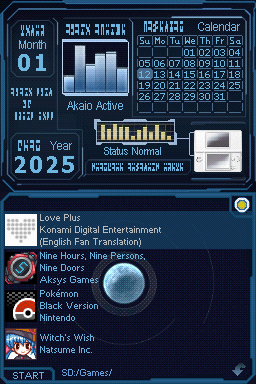 Month
01
Calendar
Su Mo Tu We Th Fr Sa
01 02 03 04
05 06 07 08 09 10 11
12 13 14 15 16 17 18
19 20 21 22 23 24 25
26 27 28 29 30 31
Akaio Active
Year
2025
Status Normal
Love Plus
Konami Digital Entertainment
(English Fan Translation)
Nine Hours, Nine Persons,
Nine Doors
Aksys Games
Pokémon
Black Version
Nintendo
Witch's Wish
Natsume Inc.
START
SD:/Games/